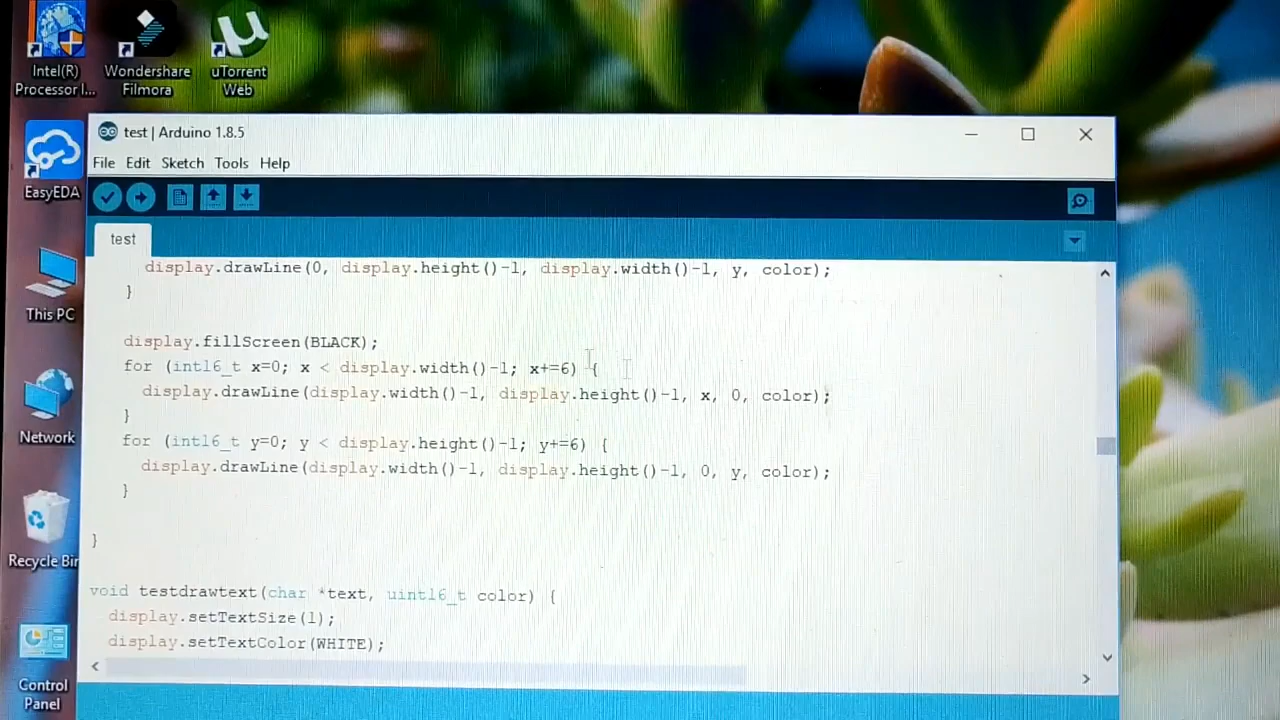 Intel(R)
Processor I...
Wondershare
Filmora
uTorrent
Web
EasyEDA
This PC
Network
Recycle Bin
Control
Panel
test | Arduino 1.8.5
File Edit Sketch Tools Help
test
display.drawLine(0, display.height()-1, display.width()-1, y, color);
}
display.fillScreen(BLACK);
for (int16_t x=0; x < display.width()-1; x+=6) {
display.drawLine(display.width()-1, display.height()-1, x, 0, color);
}
for (int16_t y=0; y < display.height()-1; y+=6) {
display.drawLine(display.width()-1, display.height()-1, 0, y, color);
}
}
void testdrawtext(char *text, uint16_t color) {
display.setTextSize(1);
display.setTextColor(WHITE);